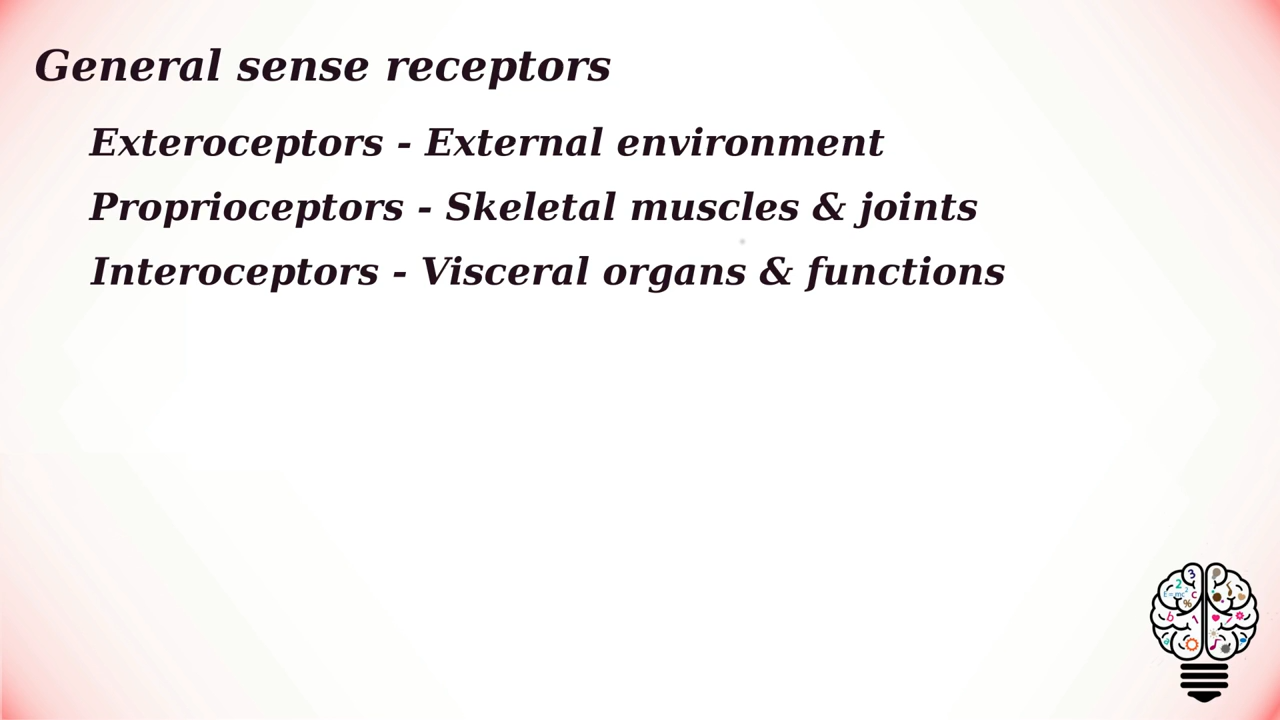 General sense receptors
Exteroceptors - External environment
Proprioceptors - Skeletal muscles & joints
Interoceptors - Visceral organs & functions